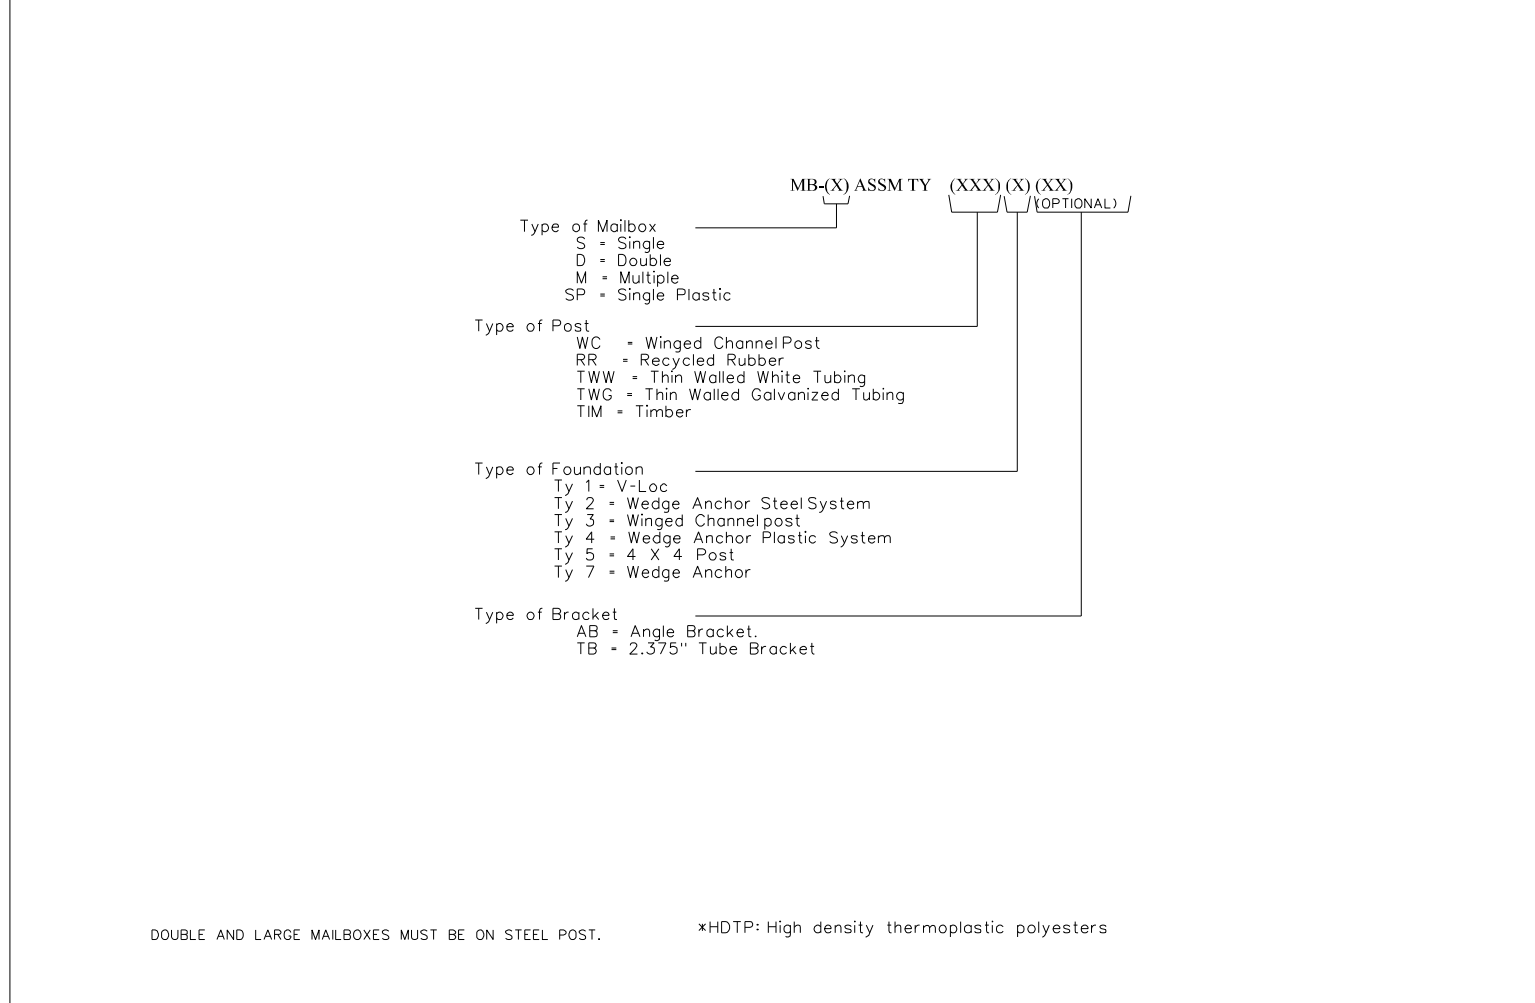 MB-(X) ASSM TY (XXX) (X) (XX)
(OPTIONAL)
Type of Mailbox
S = Single
D = Double
M = Multiple
SP = Single Plastic
Type of Post
WC = Winged Channel Post
RR = Recycled Rubber
TWW = Thin Walled White Tubing
TWG = Thin Walled Galvanized Tubing
TIM = Timber
Type of Foundation
Ty 1 = V-Loc
Ty 2 = Wedge Anchor Steel System
Ty 3 = Winged Channel post
Ty 4 = Wedge Anchor Plastic System
Ty 5 = 4 X 4 Post
Ty 7 = Wedge Anchor
Type of Bracket
AB = Angle Bracket.
TB = 2.375" Tube Bracket
DOUBLE AND LARGE MAILBOXES MUST BE ON STEEL POST.
*HDTP: High density thermoplastic polyesters